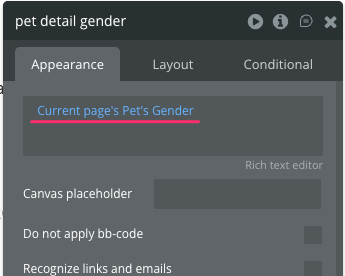 pet detail gender
Appearance Layout Conditional
Current page's Pet's Gender
Rich text editor
Canvas placeholder
Do not apply bb-code
Recognize links and emails